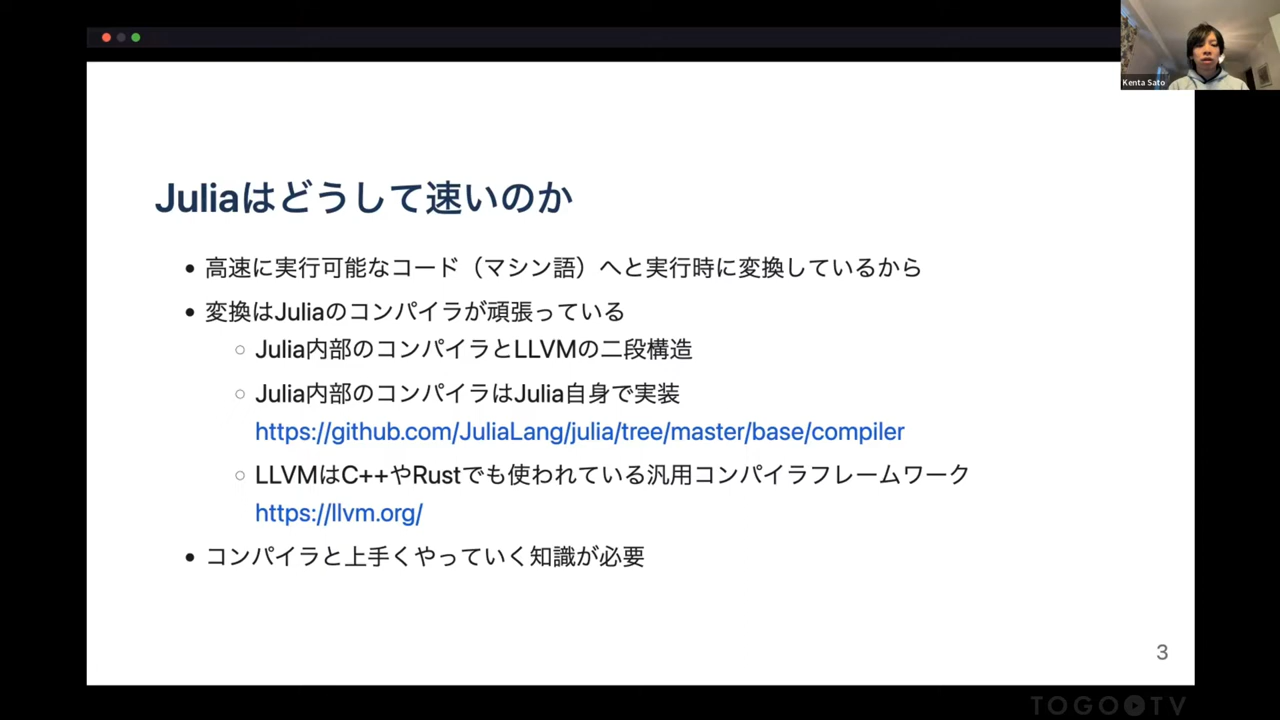 Kenta Sato
Juliaはどうして速いのか
• 高速に実行可能なコード（マシン語）へと実行時に変換しているから
• 変換はJuliaのコンパイラが頑張っている
○ Julia内部のコンパイラとLLVMの二段構造
○ Julia内部のコンパイラはJulia自身で実装
https://github.com/JuliaLang/julia/tree/master/base/compiler
○ LLVMはC++やRustでも使われている汎用コンパイラフレームワーク
https://llvm.org/
• コンパイラと上手くやっていく知識が必要
3
TOGO TV